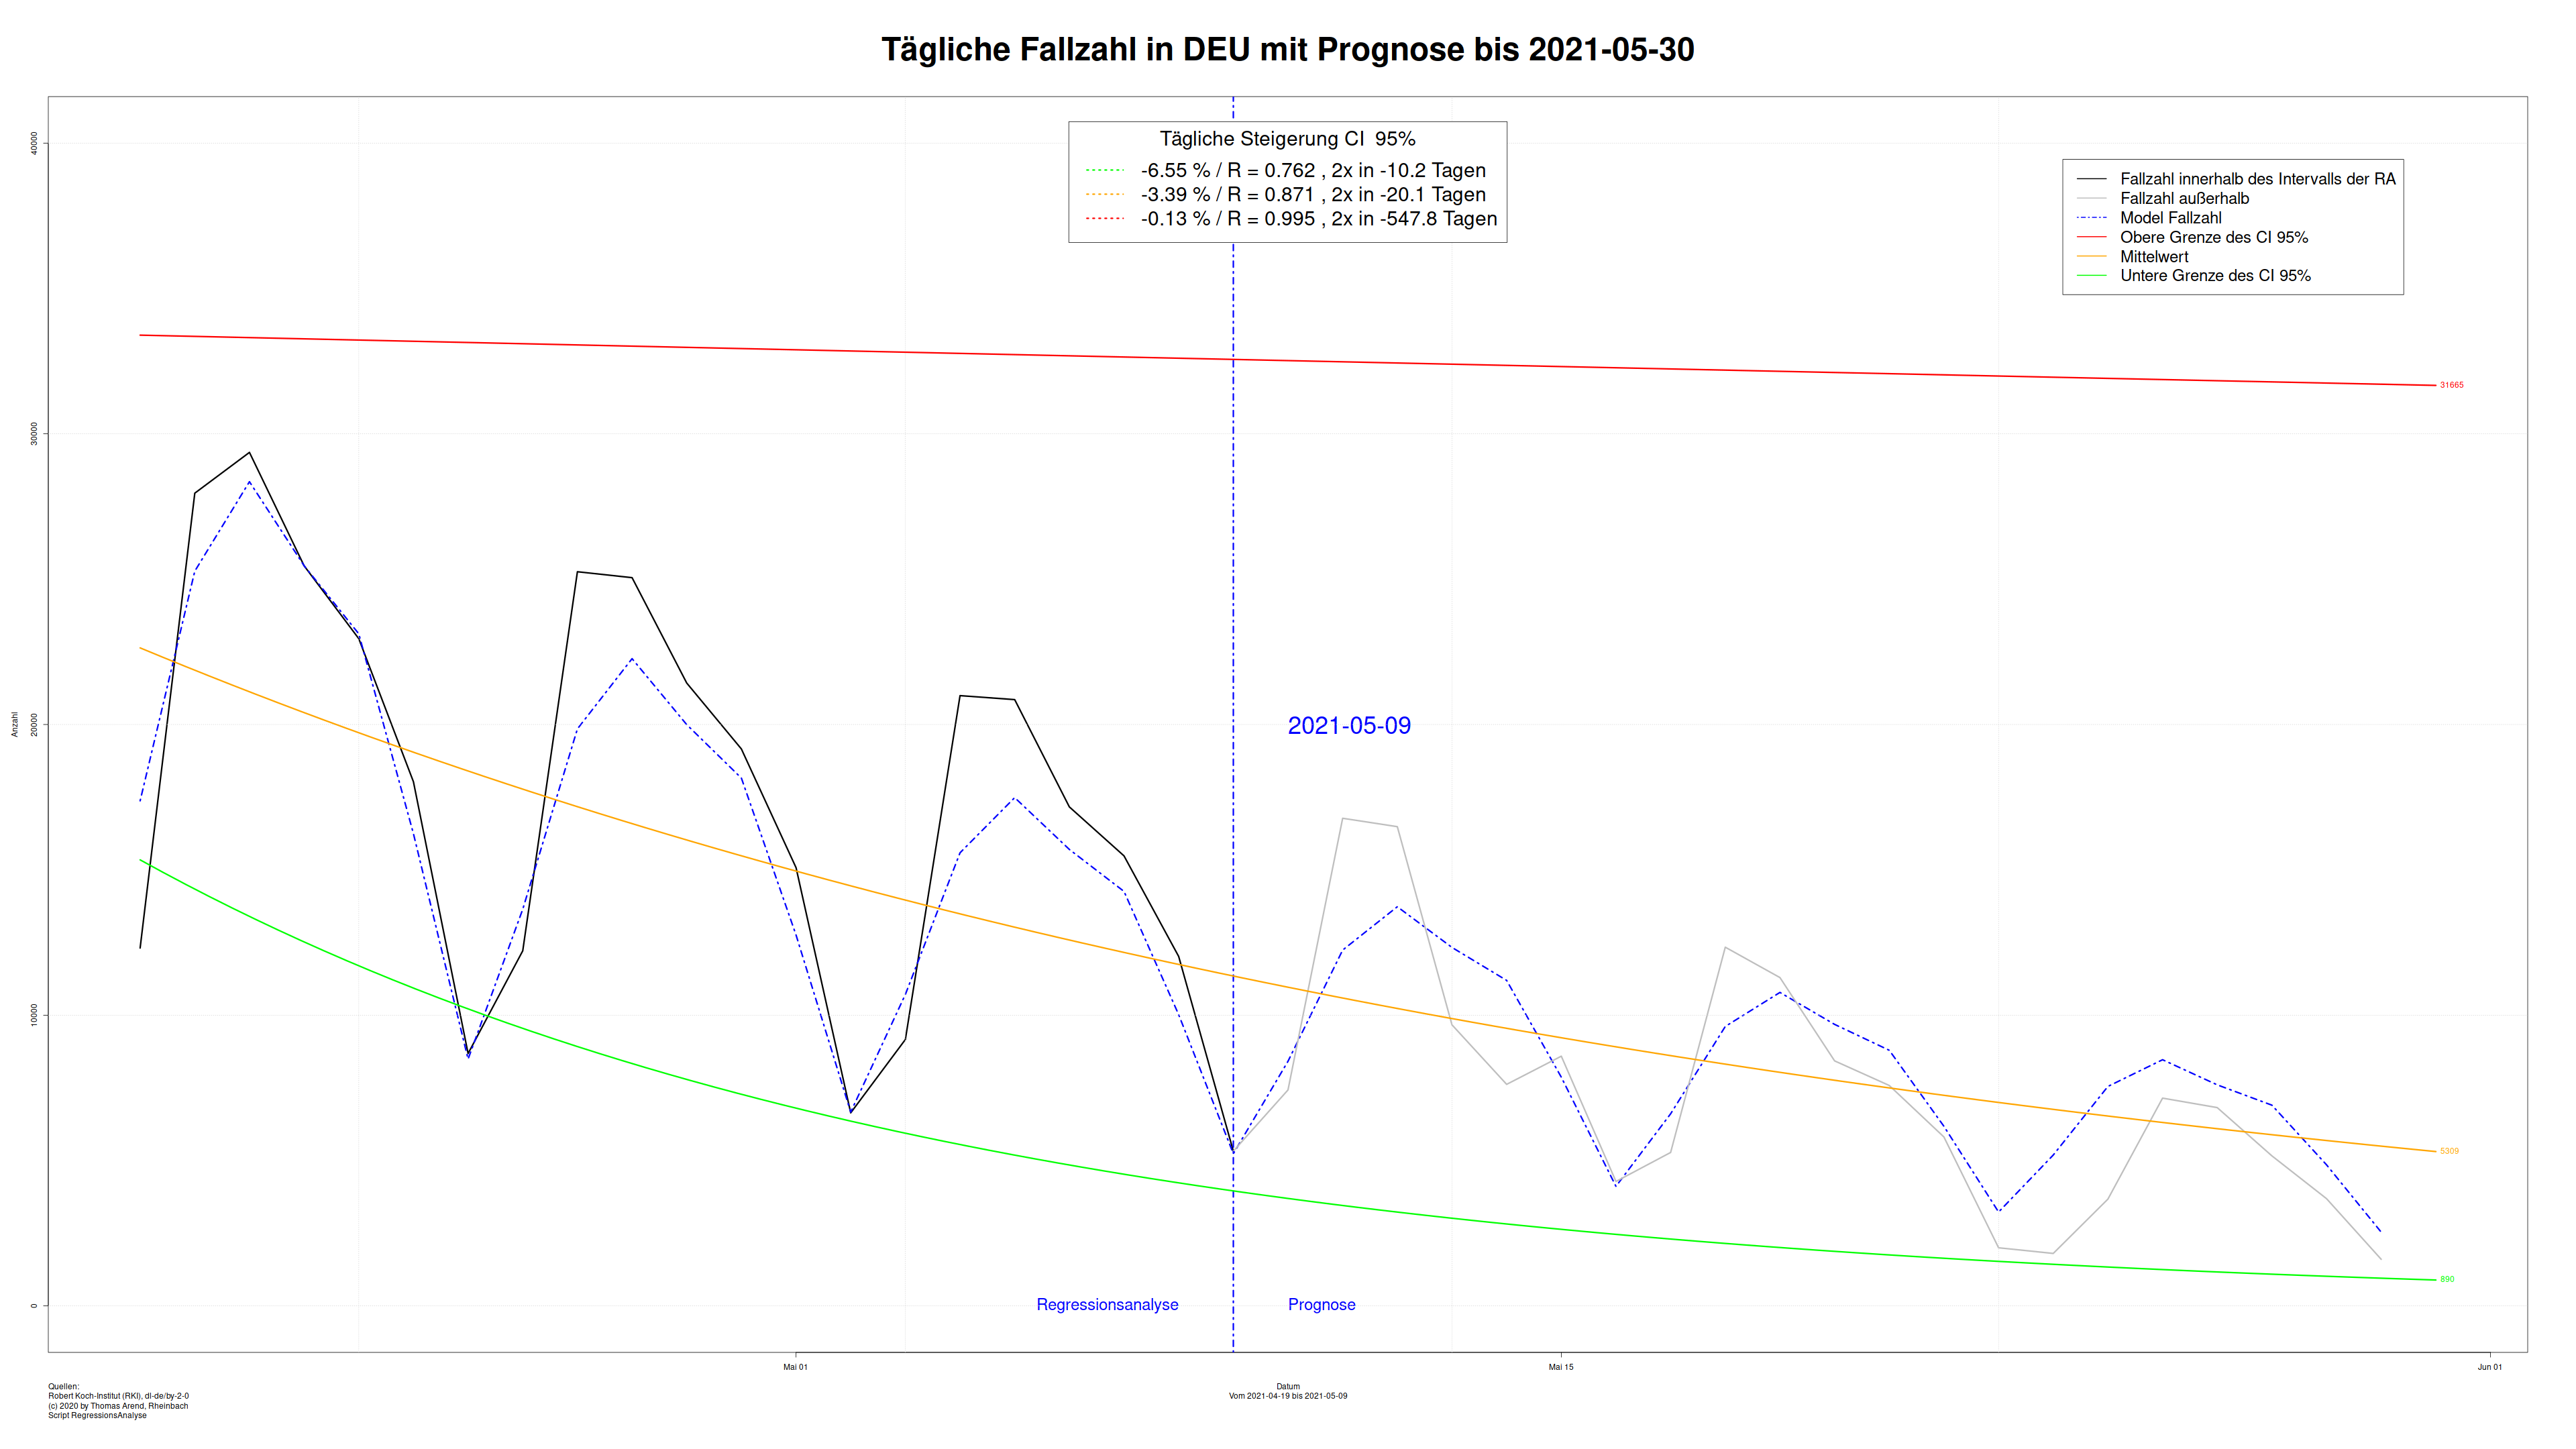 Tägliche Fallzahl in DEU mit Prognose bis 2021-05-30
Tägliche Steigerung CI  95%
-6.55 % / R = 0.762 , 2x in -10.2 Tagen
-3.39 % / R = 0.871 , 2x in -20.1 Tagen
-0.13 % / R = 0.995 , 2x in -547.8 Tagen
Fallzahl innerhalb des Intervalls der RA
Fallzahl außerhalb
Model Fallzahl
Obere Grenze des CI 95%
Mittelwert
Untere Grenze des CI 95%
40000
30000
20000
10000
0
Anzahl
31665
2021-05-09
5309
890
Regressionsanalyse
Prognose
Mai 01
Mai 15
Jun 01
Datum
Vom 2021-04-19 bis 2021-05-09
Quellen:
Robert Koch-Institut (RKI), dl-de/by-2-0
(c) 2020 by Thomas Arend, Rheinbach
Script RegressionsAnalyse